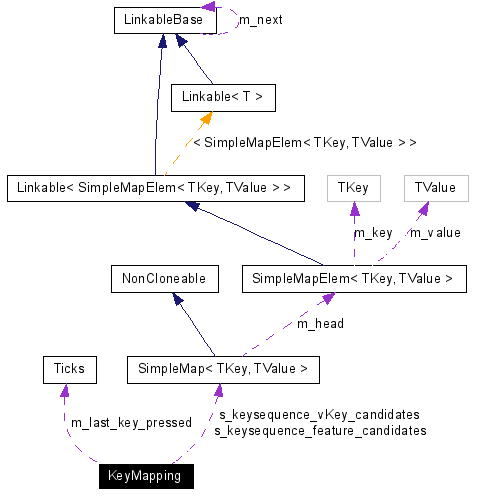 LinkableBase
m_next
Linkable< T >
< SimpleMapElem< TKey, TValue > >
Linkable< SimpleMapElem< TKey, TValue > >
TKey
TValue
m_key
m_value
NonCloneable
SimpleMapElem< TKey, TValue >
m_head
Ticks
SimpleMap< TKey, TValue >
m_last_key_pressed
s_keysequence_vKey_candidates
s_keysequence_feature_candidates
KeyMapping